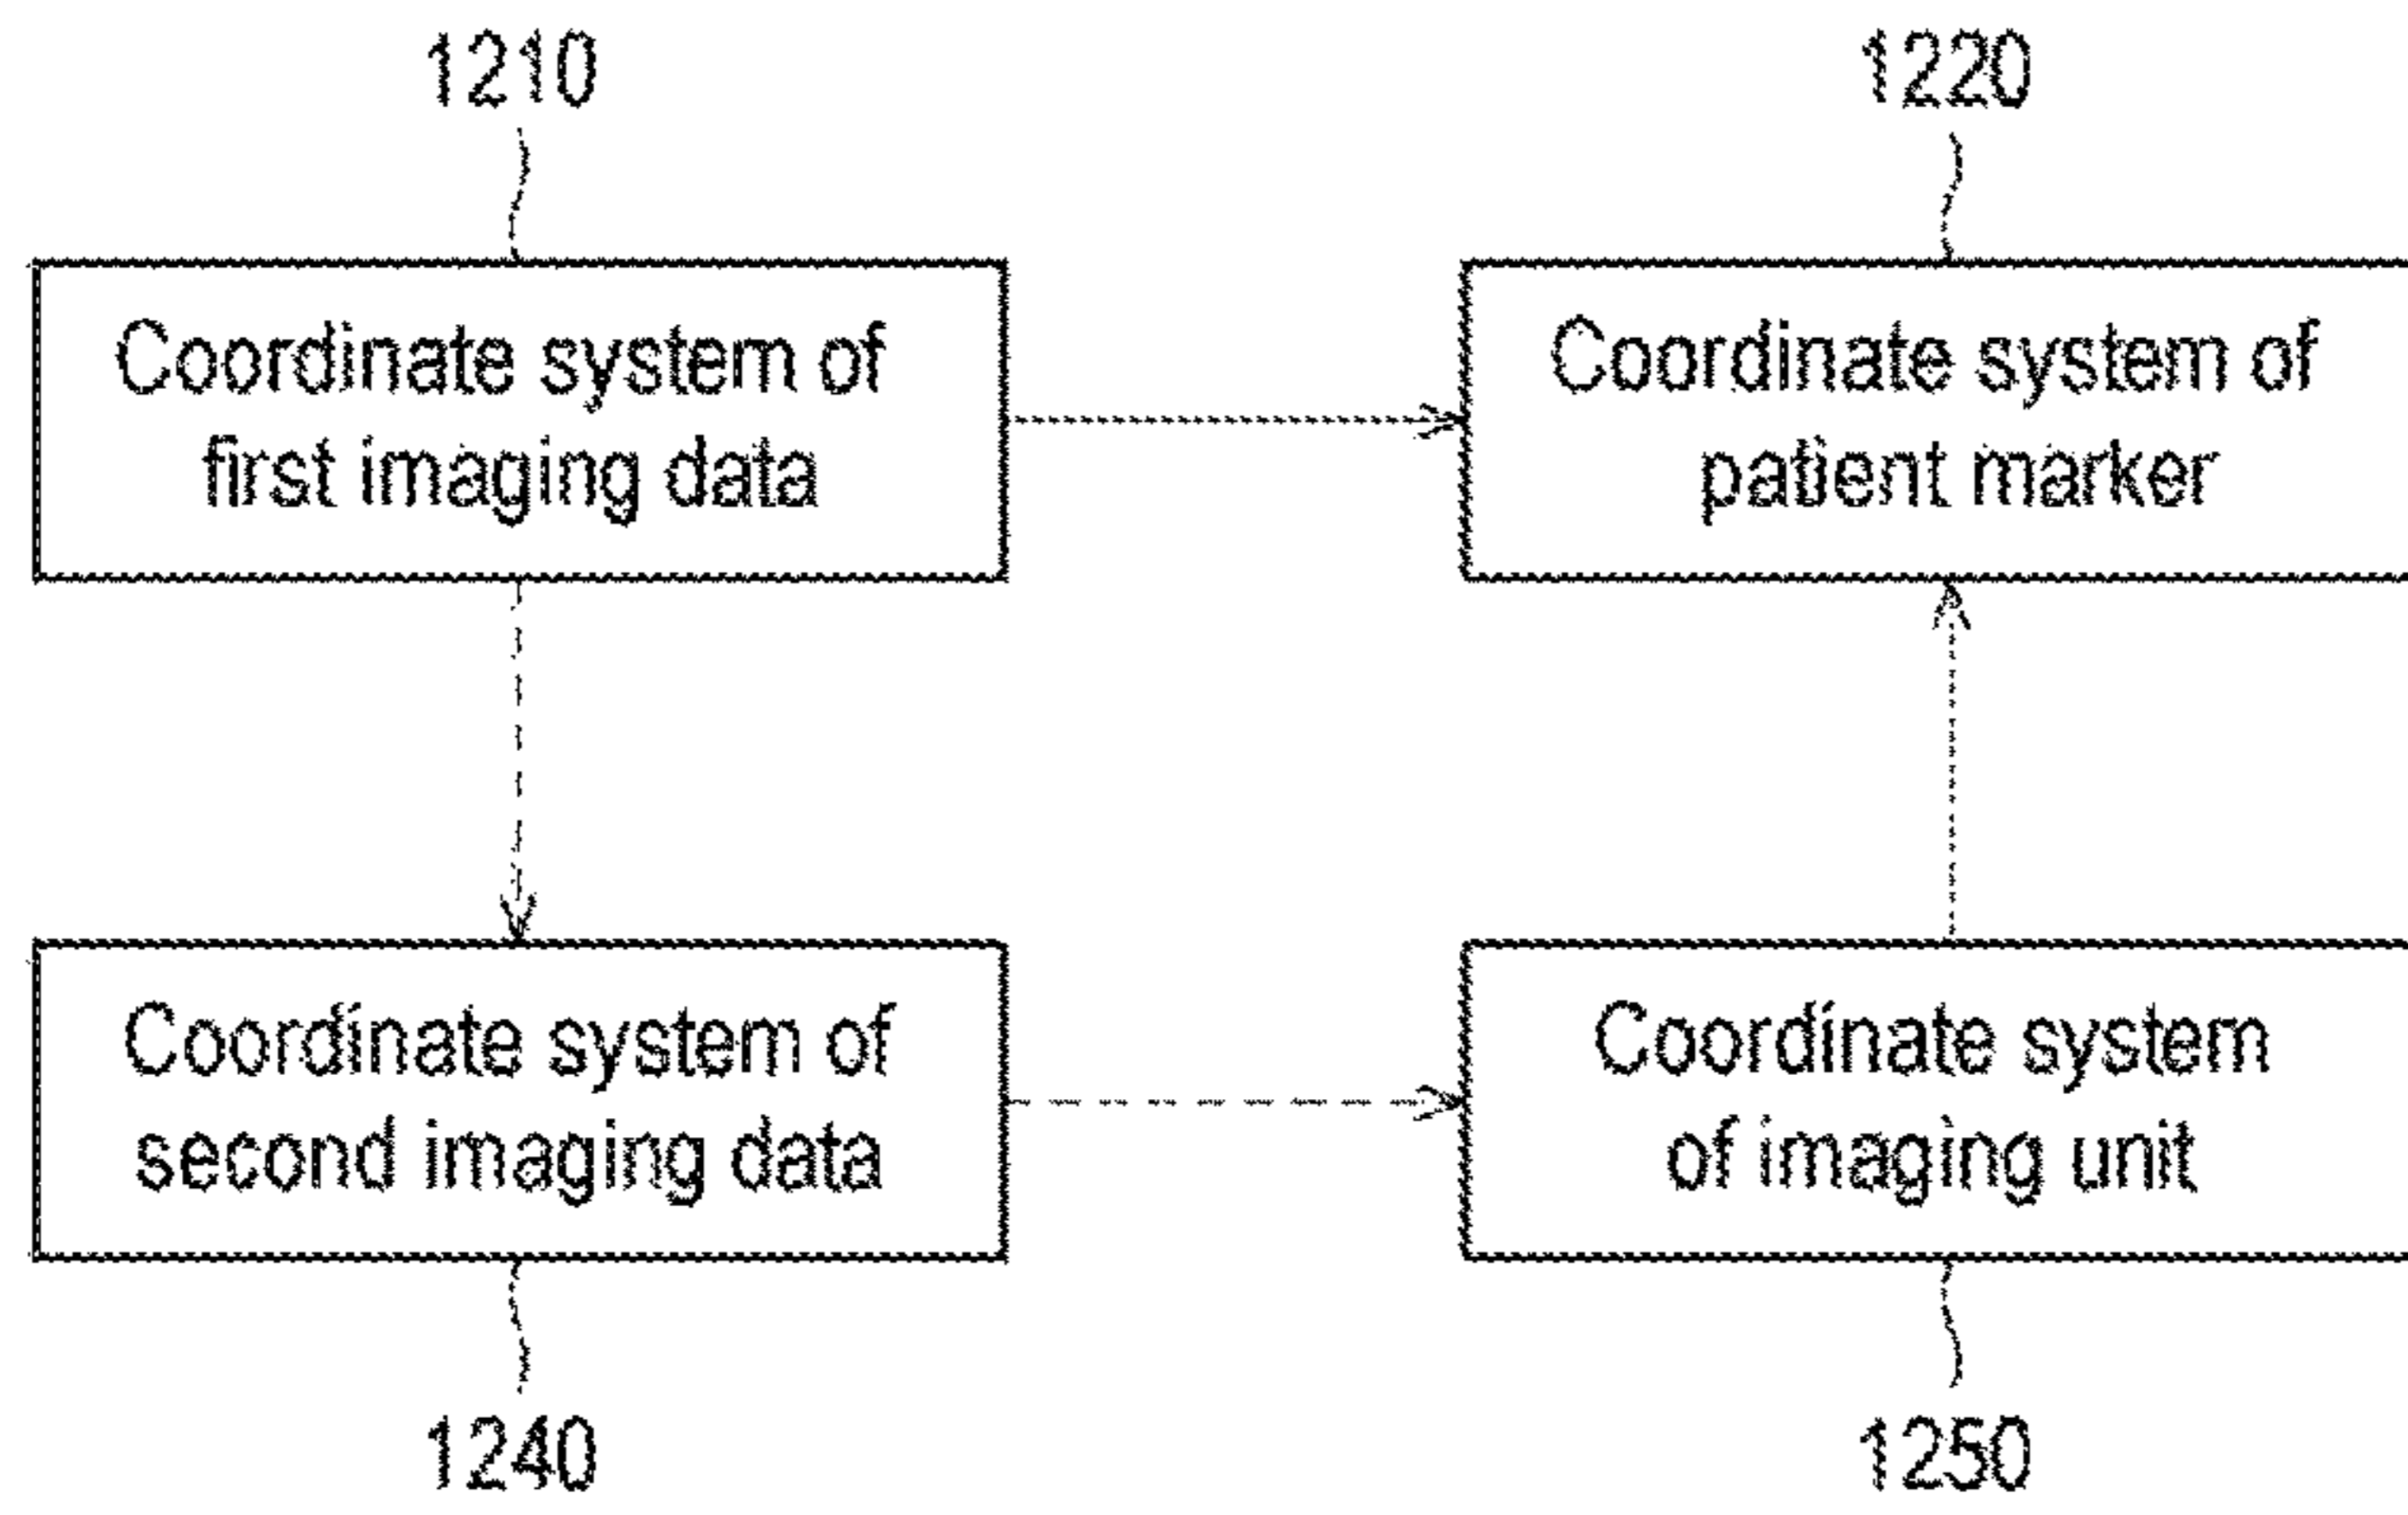 1210
1220
Coordinate system of
first imaging data
Coordinate system of
patient marker
Coordinate system of
second imaging data
Coordinate system
of imaging unit
1240
1250